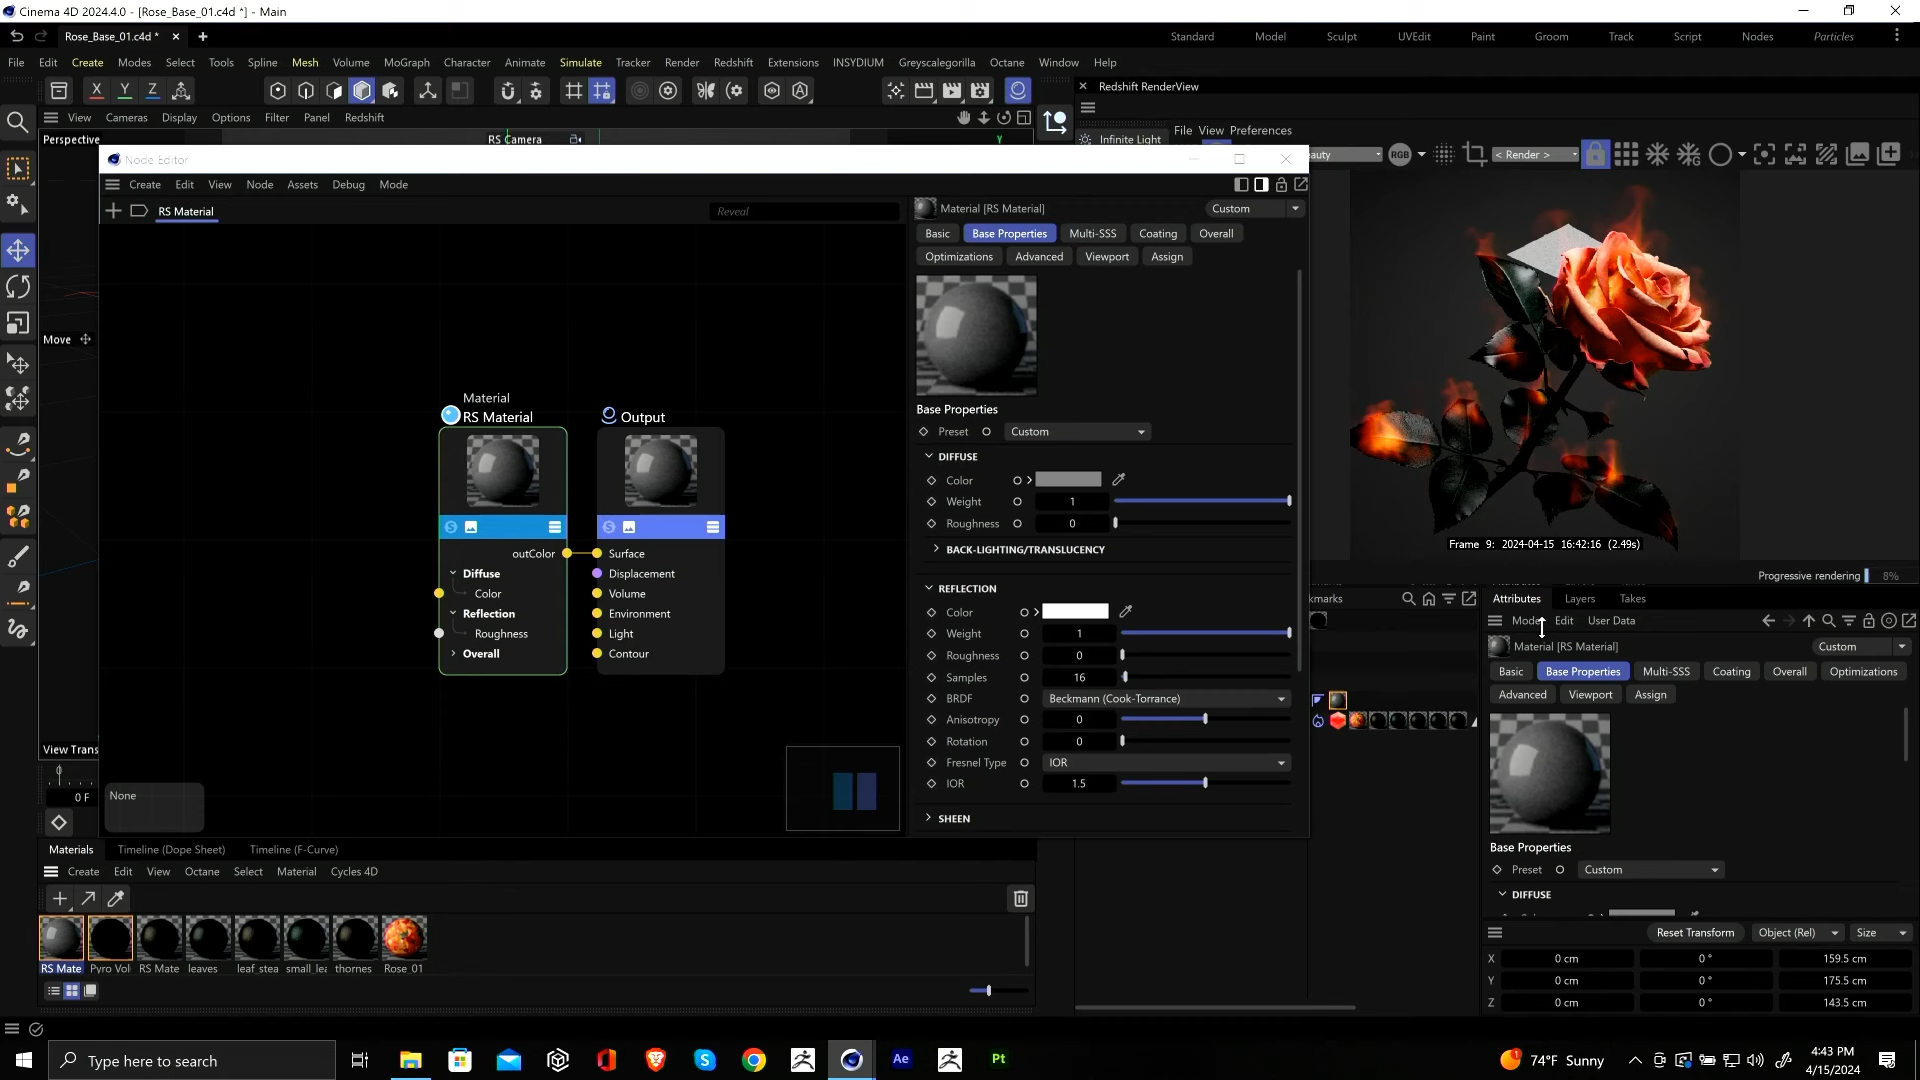 Cinema 4D 2024.4.0 - [Rose_Base_01.c4d *] - Main
Rose_Base_01.c4d *
Standard Model Sculpt UVEdit Paint Groom Track Script Nodes Particles
File Edit Create Modes Select Tools Spline Mesh Volume MoGraph Character Animate Simulate Tracker Render Redshift Extensions INSYDIUM Greyscalegorilla Octane Window Help
X Y Z
Redshift RenderView
View Cameras Display Options Filter Panel Redshift
Perspective
RS Camera
Infinite Light
File View Preferences
RGB
< Render >
Node Editor
Create Edit View Node Assets Debug Mode
RS Material
Reveal
Material [RS Material]
Custom
Basic Base Properties Multi-SSS Coating Overall
Optimizations Advanced Viewport Assign
Move
Material
RS Material
Output
outColor
Diffuse
Color
Reflection
Roughness
Overall
Surface
Displacement
Volume
Environment
Light
Contour
Base Properties
Preset Custom
DIFFUSE
Color
Weight 1
Roughness 0
BACK-LIGHTING/TRANSLUCENCY
REFLECTION
Color
Weight 1
Roughness 0
Samples 16
BRDF Beckmann (Cook-Torrance)
Anisotropy 0
Rotation 0
Fresnel Type IOR
IOR 1.5
SHEEN
View Trans
0 F
None
Frame 9: 2024-04-15 16:42:16 (2.49s)
Progressive rendering 8%
Attributes Layers Takes
Mode Edit User Data
Material [RS Material]
Custom
Basic Base Properties Multi-SSS Coating Overall Optimizations
Advanced Viewport Assign
Base Properties
Preset Custom
DIFFUSE
Reset Transform Object (Rel) Size
X 0 cm 0 ° 159.5 cm
Y 0 cm 0 ° 175.5 cm
Z 0 cm 0 ° 143.5 cm
Materials Timeline (Dope Sheet) Timeline (F-Curve)
Create Edit View Octane Select Material Cycles 4D
RS Mate Pyro Vol RS Mate leaves leaf_stea small_lea thornes Rose_01
Type here to search
Ae
Pt
74°F Sunny
4:43 PM
4/15/2024